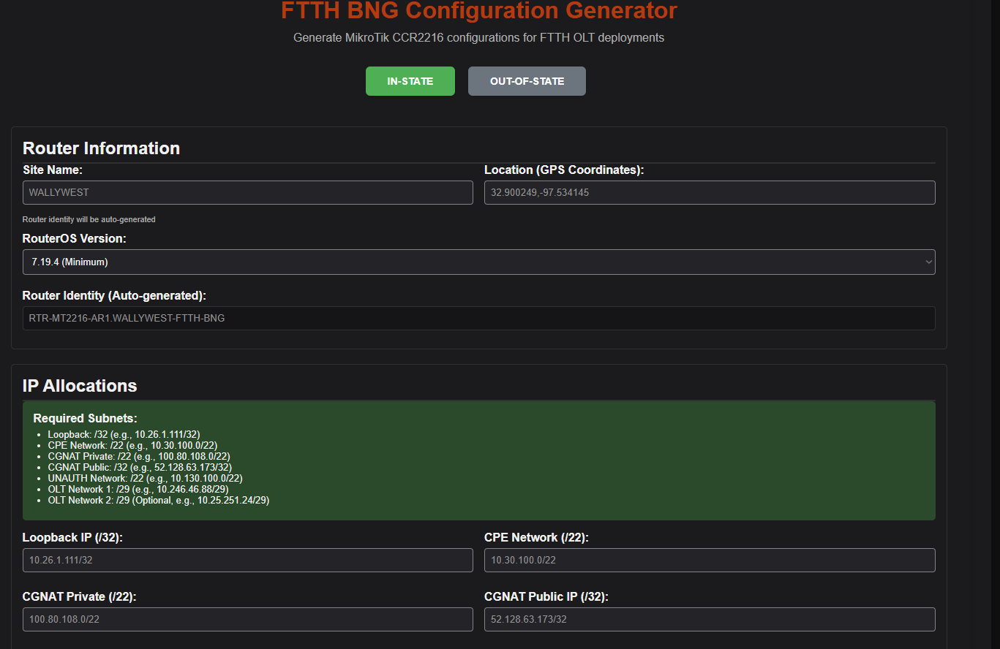 FTTH BNG Configuration Generator
Generate MikroTik CCR2216 configurations for FTTH OLT deployments
IN-STATE
OUT-OF-STATE
Router Information
Site Name:
Location (GPS Coordinates):
WALLYWEST
32.900249,-97.534145
Router identity will be auto-generated
RouterOS Version:
7.19.4 (Minimum)
Router Identity (Auto-generated):
RTR-MT2216-AR1.WALLYWEST-FTTH-BNG
IP Allocations
Required Subnets:
• Loopback: /32 (e.g., 10.26.1.111/32)
• CPE Network: /22 (e.g., 10.30.100.0/22)
• CGNAT Private: /22 (e.g., 100.80.108.0/22)
• CGNAT Public: /32 (e.g., 52.128.63.173/32)
• UNAUTH Network: /22 (e.g., 10.130.100.0/22)
• OLT Network 1: /29 (e.g., 10.246.46.88/29)
• OLT Network 2: /29 (Optional, e.g., 10.25.251.24/29)
Loopback IP (/32):
CPE Network (/22):
10.26.1.111/32
10.30.100.0/22
CGNAT Private (/22):
CGNAT Public IP (/32):
100.80.108.0/22
52.128.63.173/32